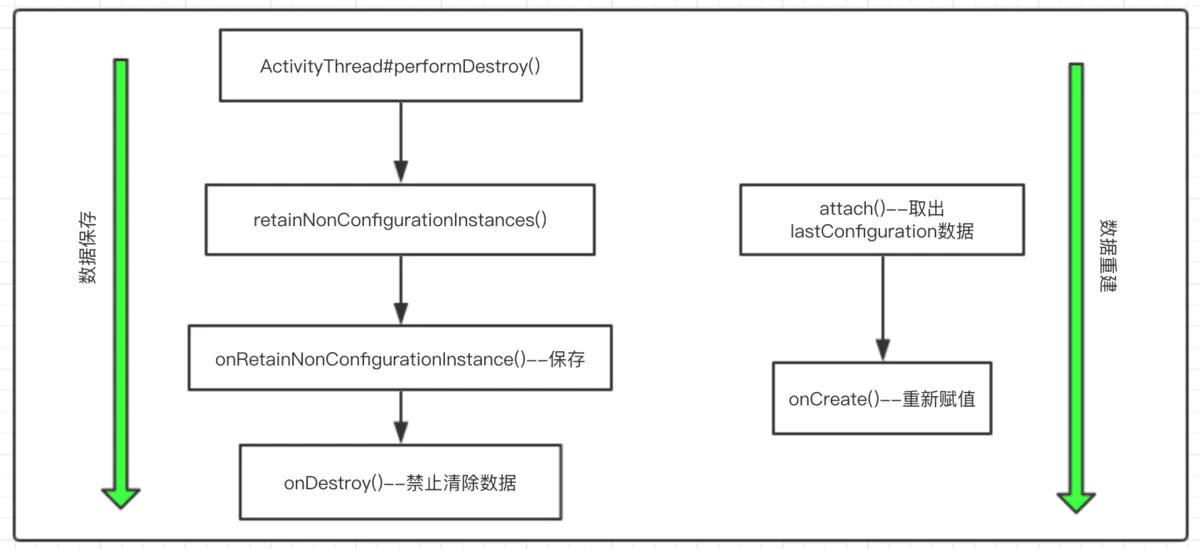 ActivityThread#performDestroy()
retainNonConfigurationInstances()
onRetainNonConfigurationInstance()--保存
onDestroy()--禁止清除数据
数据保存
attach()--取出
lastConfiguration数据
onCreate()--重新赋值
数据重建